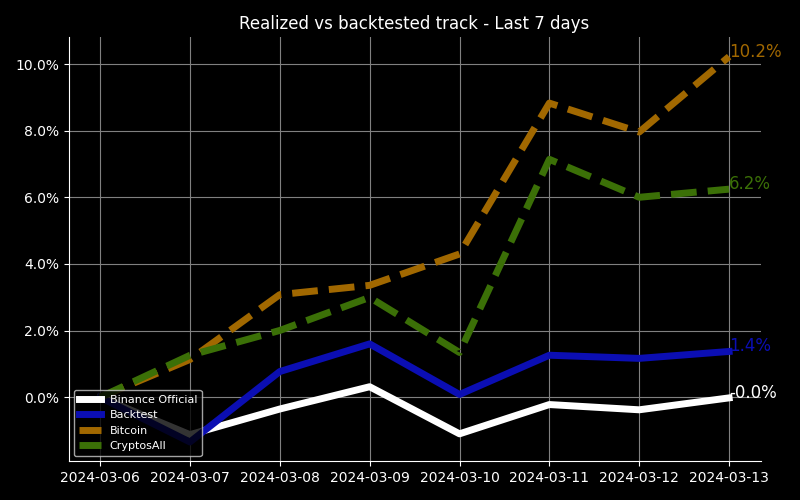 Realized vs backtested track - Last 7 days
10.0%
8.0%
6.0%
4.0%
2.0%
0.0%
10.2%
6.2%
1.4%
-0.0%
Binance Official
Backtest
Bitcoin
CryptosAll
2024-03-06 2024-03-07 2024-03-08 2024-03-09 2024-03-10 2024-03-11 2024-03-12 2024-03-13